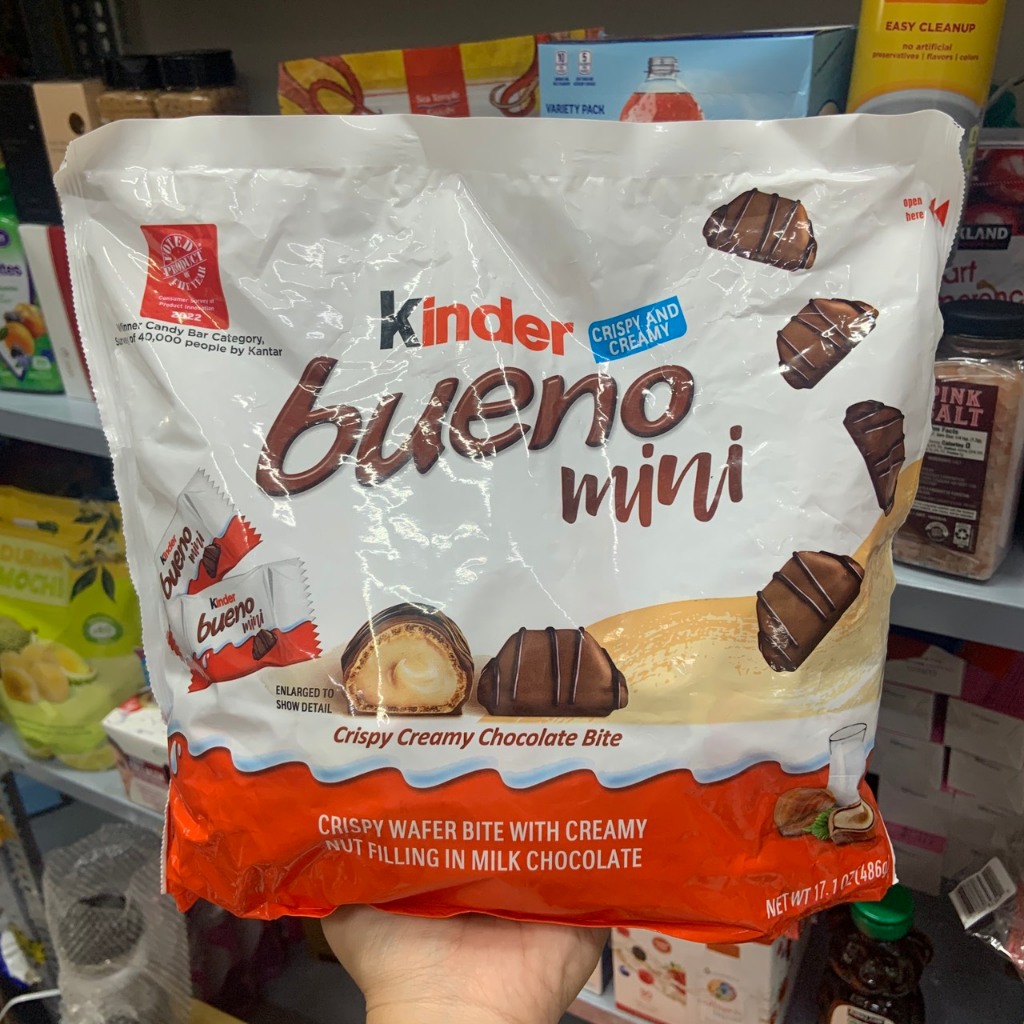 EASY CLEANUP
no artificial
preservatives | flavors | colors
VARIETY PACK
open
here
VOTED
PRODUCT
OF THE YEAR
Consumer Survey of
Product Innovation
2022
Winner Candy Bar Category,
Survey of 40,000 people by Kantar
Kinder
CRISPY AND
CREAMY
bueno
mini
Kinder
bueno
mini
Kinder
bueno
mini
ENLARGED TO
SHOW DETAIL
Crispy Creamy Chocolate Bite
CRISPY WAFER BITE WITH CREAMY
NUT FILLING IN MILK CHOCOLATE
NET WT 17.1 OZ (486g)
PINK
SALT
MOCHI